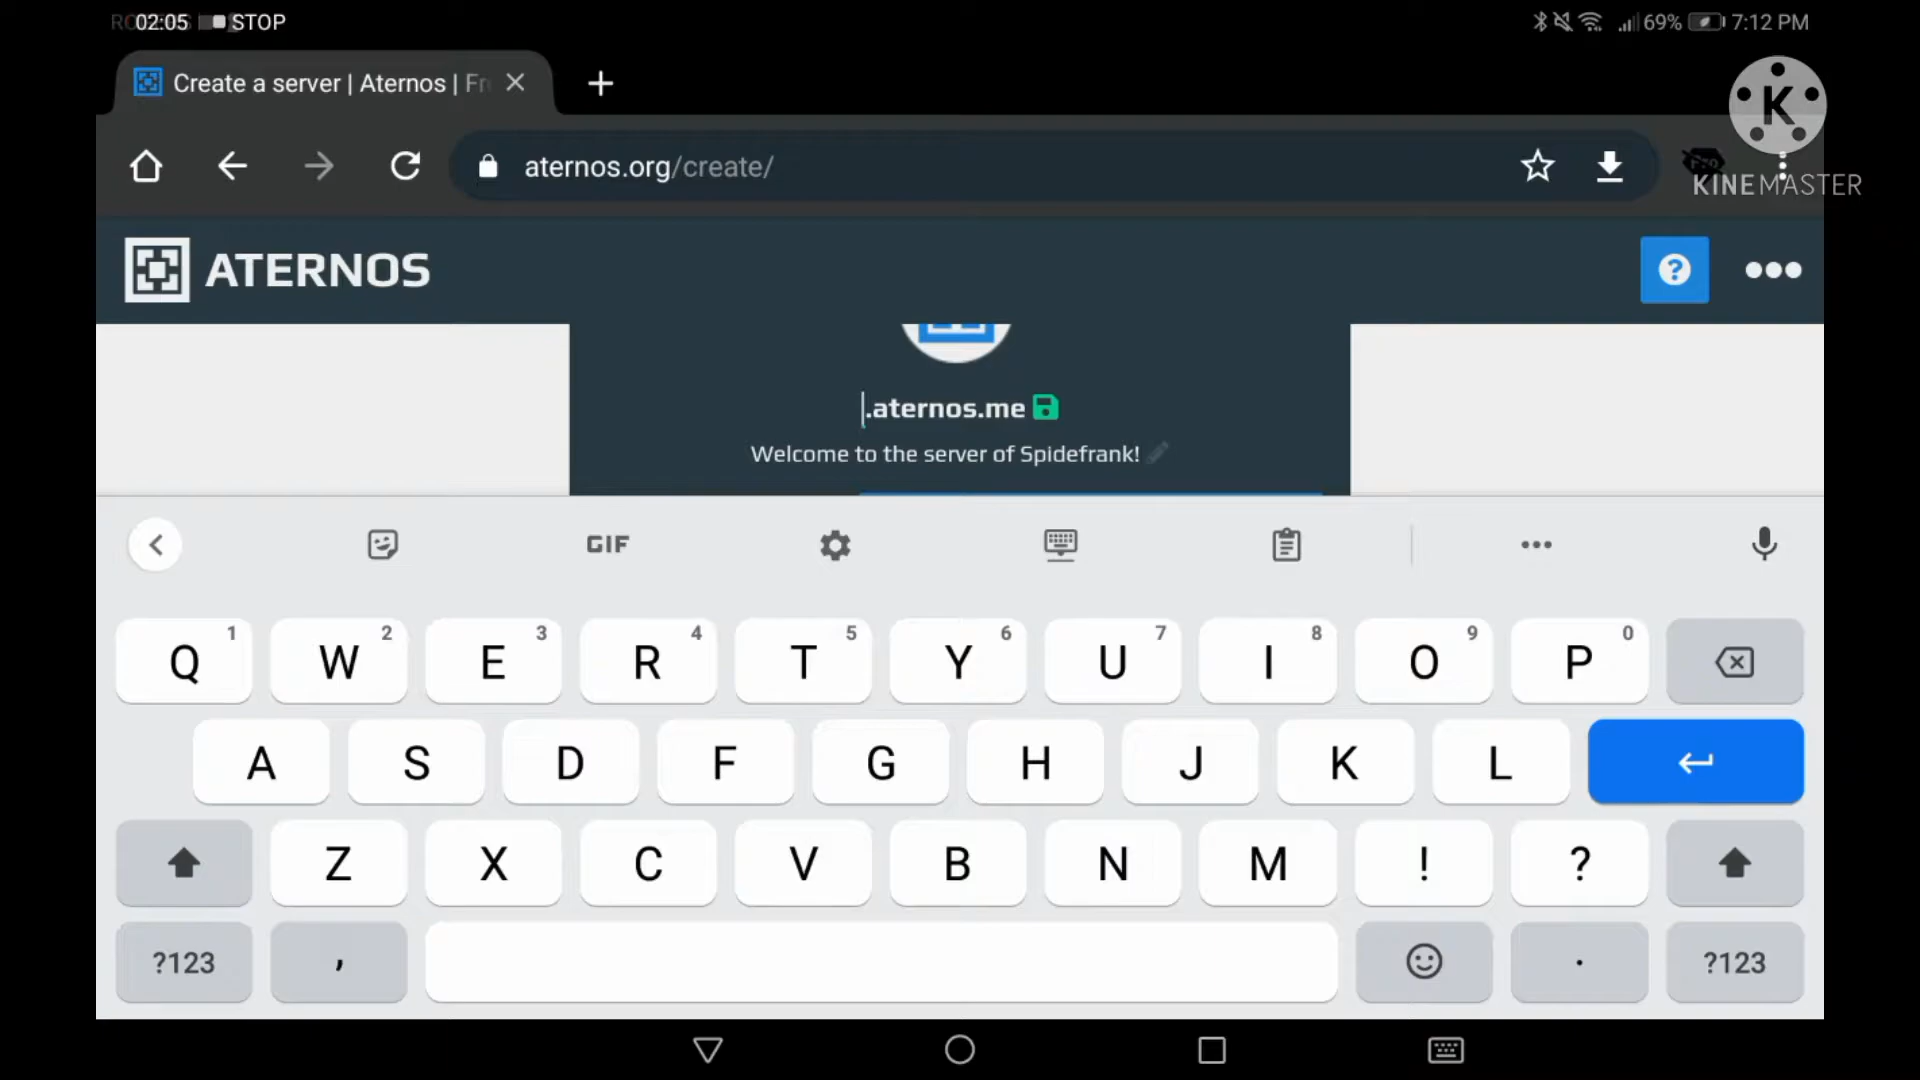 02:05 STOP
69% 7:12 PM
Create a server | Aternos | Fr
K
KINEMASTER
aternos.org/create/
ATERNOS
?
.aternos.me
Welcome to the server of Spidefrank!
GIF
Q 1 W 2 E 3 R 4 T 5 Y 6 U 7 I 8 O 9 P 0
A S D F G H J K L
Z X C V B N M ! ?
?123 , . ?123